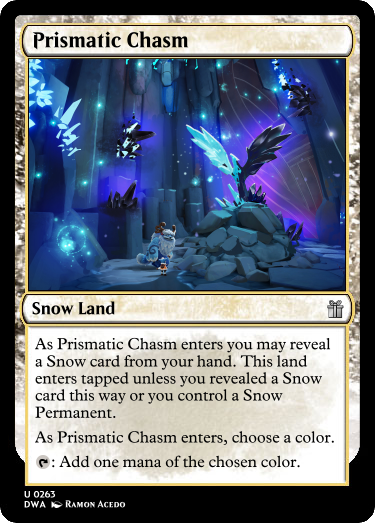 Prismatic Chasm
Snow Land
As Prismatic Chasm enters you may reveal
a Snow card from your hand. This land
enters tapped unless you revealed a Snow
card this way or you control a Snow
Permanent.
As Prismatic Chasm enters, choose a color.
: Add one mana of the chosen color.
U 0263
DWA Ramon Acedo